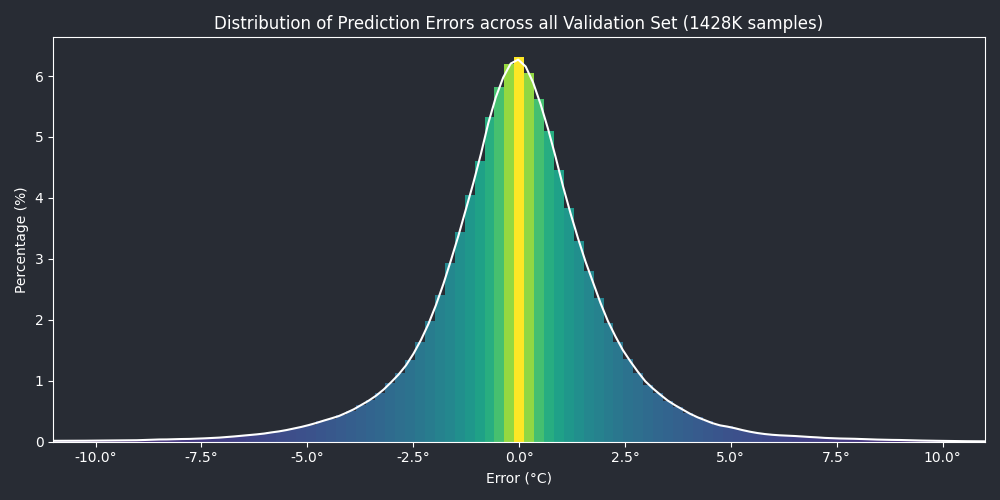 Distribution of Prediction Errors across all Validation Set (1428K samples)
Percentage (%)
6
5
4
3
2
1
0
-10.0° -7.5° -5.0° -2.5° 0.0° 2.5° 5.0° 7.5° 10.0°
Error (°C)